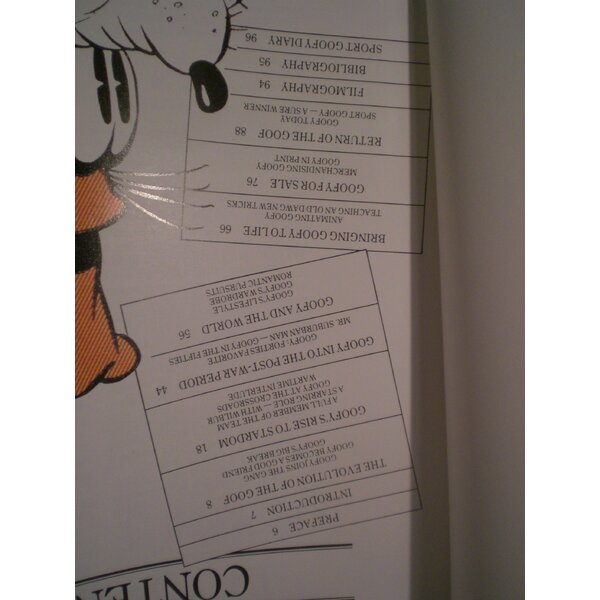 CONTEN
PREFACE 6
INTRODUCTION 7
THE EVOLUTION OF THE GOOF 8
GOOFY JOINS THE GANG
GOOFY BECOMES A GOOD FRIEND
GOOFY'S BIG BREAK
GOOFY'S RISE TO STARDOM 18
A FULL MEMBER OF THE TEAM
A STARRING ROLE — WITH WILBUR
GOOFY AT THE CROSSROADS
WARTIME INTERLUDE
GOOFY INTO THE POST-WAR PERIOD 44
GOOFY: FORTIES FAVORITE
MR. SUBURBAN MAN — GOOFY IN THE FIFTIES
GOOFY AND THE WORLD 56
GOOFY'S LIFESTYLE
GOOFY'S WARDROBE
ROMANTIC PURSUITS
BRINGING GOOFY TO LIFE 66
ANIMATING GOOFY
TEACHING AN OLD DAWG NEW TRICKS
GOOFY FOR SALE 76
MERCHANDISING GOOFY
GOOFY IN PRINT
RETURN OF THE GOOF 88
GOOFY TODAY
SPORT GOOFY — A SURE WINNER
FILMOGRAPHY 94
BIBLIOGRAPHY 95
SPORT GOOFY DIARY 96